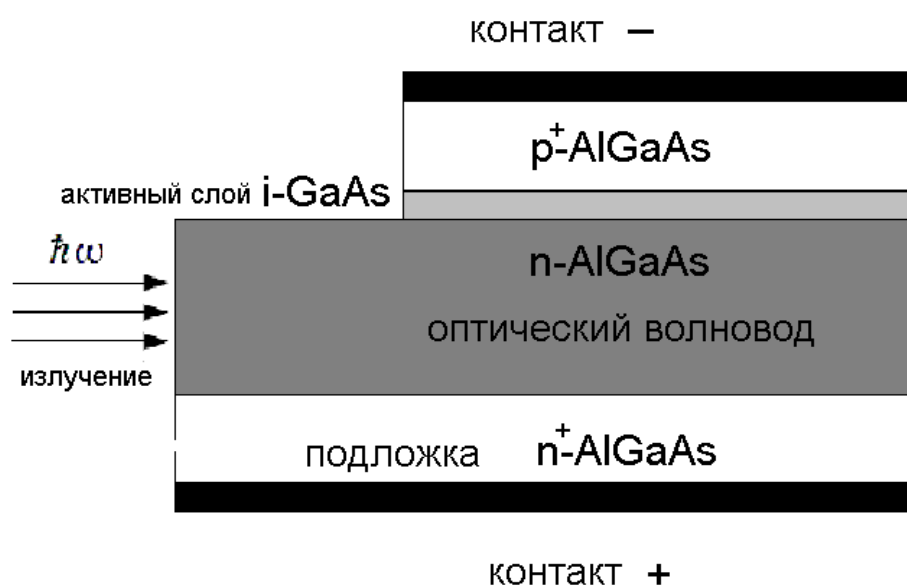 контакт −
p⁺-AlGaAs
активный слой i-GaAs
ħω
n-AlGaAs
оптический волновод
излучение
подложка n⁺-AlGaAs
контакт +